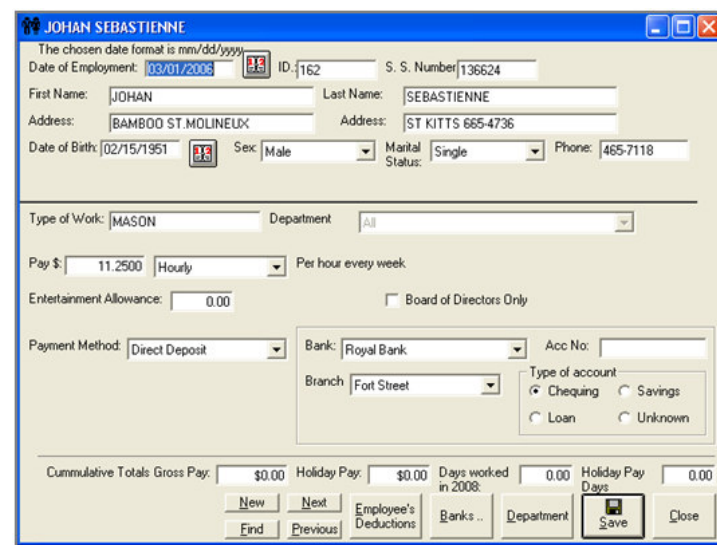 JOHAN SEBASTIENNE
The chosen date format is mm/dd/yyyy
Date of Employment: 03/01/2006 ID.: 162 S. S. Number 136624
First Name: JOHAN Last Name: SEBASTIENNE
Address: BAMBOO ST.MOLINEUX Address: ST KITTS 665-4736
Date of Birth: 02/15/1951 Sex: Male Marital Status: Single Phone: 465-7118
Type of Work: MASON Department All
Pay $: 11.2500 Hourly Per hour every week
Entertainment Allowance: 0.00 Board of Directors Only
Payment Method: Direct Deposit Bank: Royal Bank Acc No:
Branch Fort Street Type of account
Chequing Savings
Loan Unknown
Cummulative Totals Gross Pay: $0.00 Holiday Pay: $0.00 Days worked in 2008: 0.00 Holiday Pay Days 0.00
New Next Employee's Deductions Banks .. Department Save Close
Find Previous